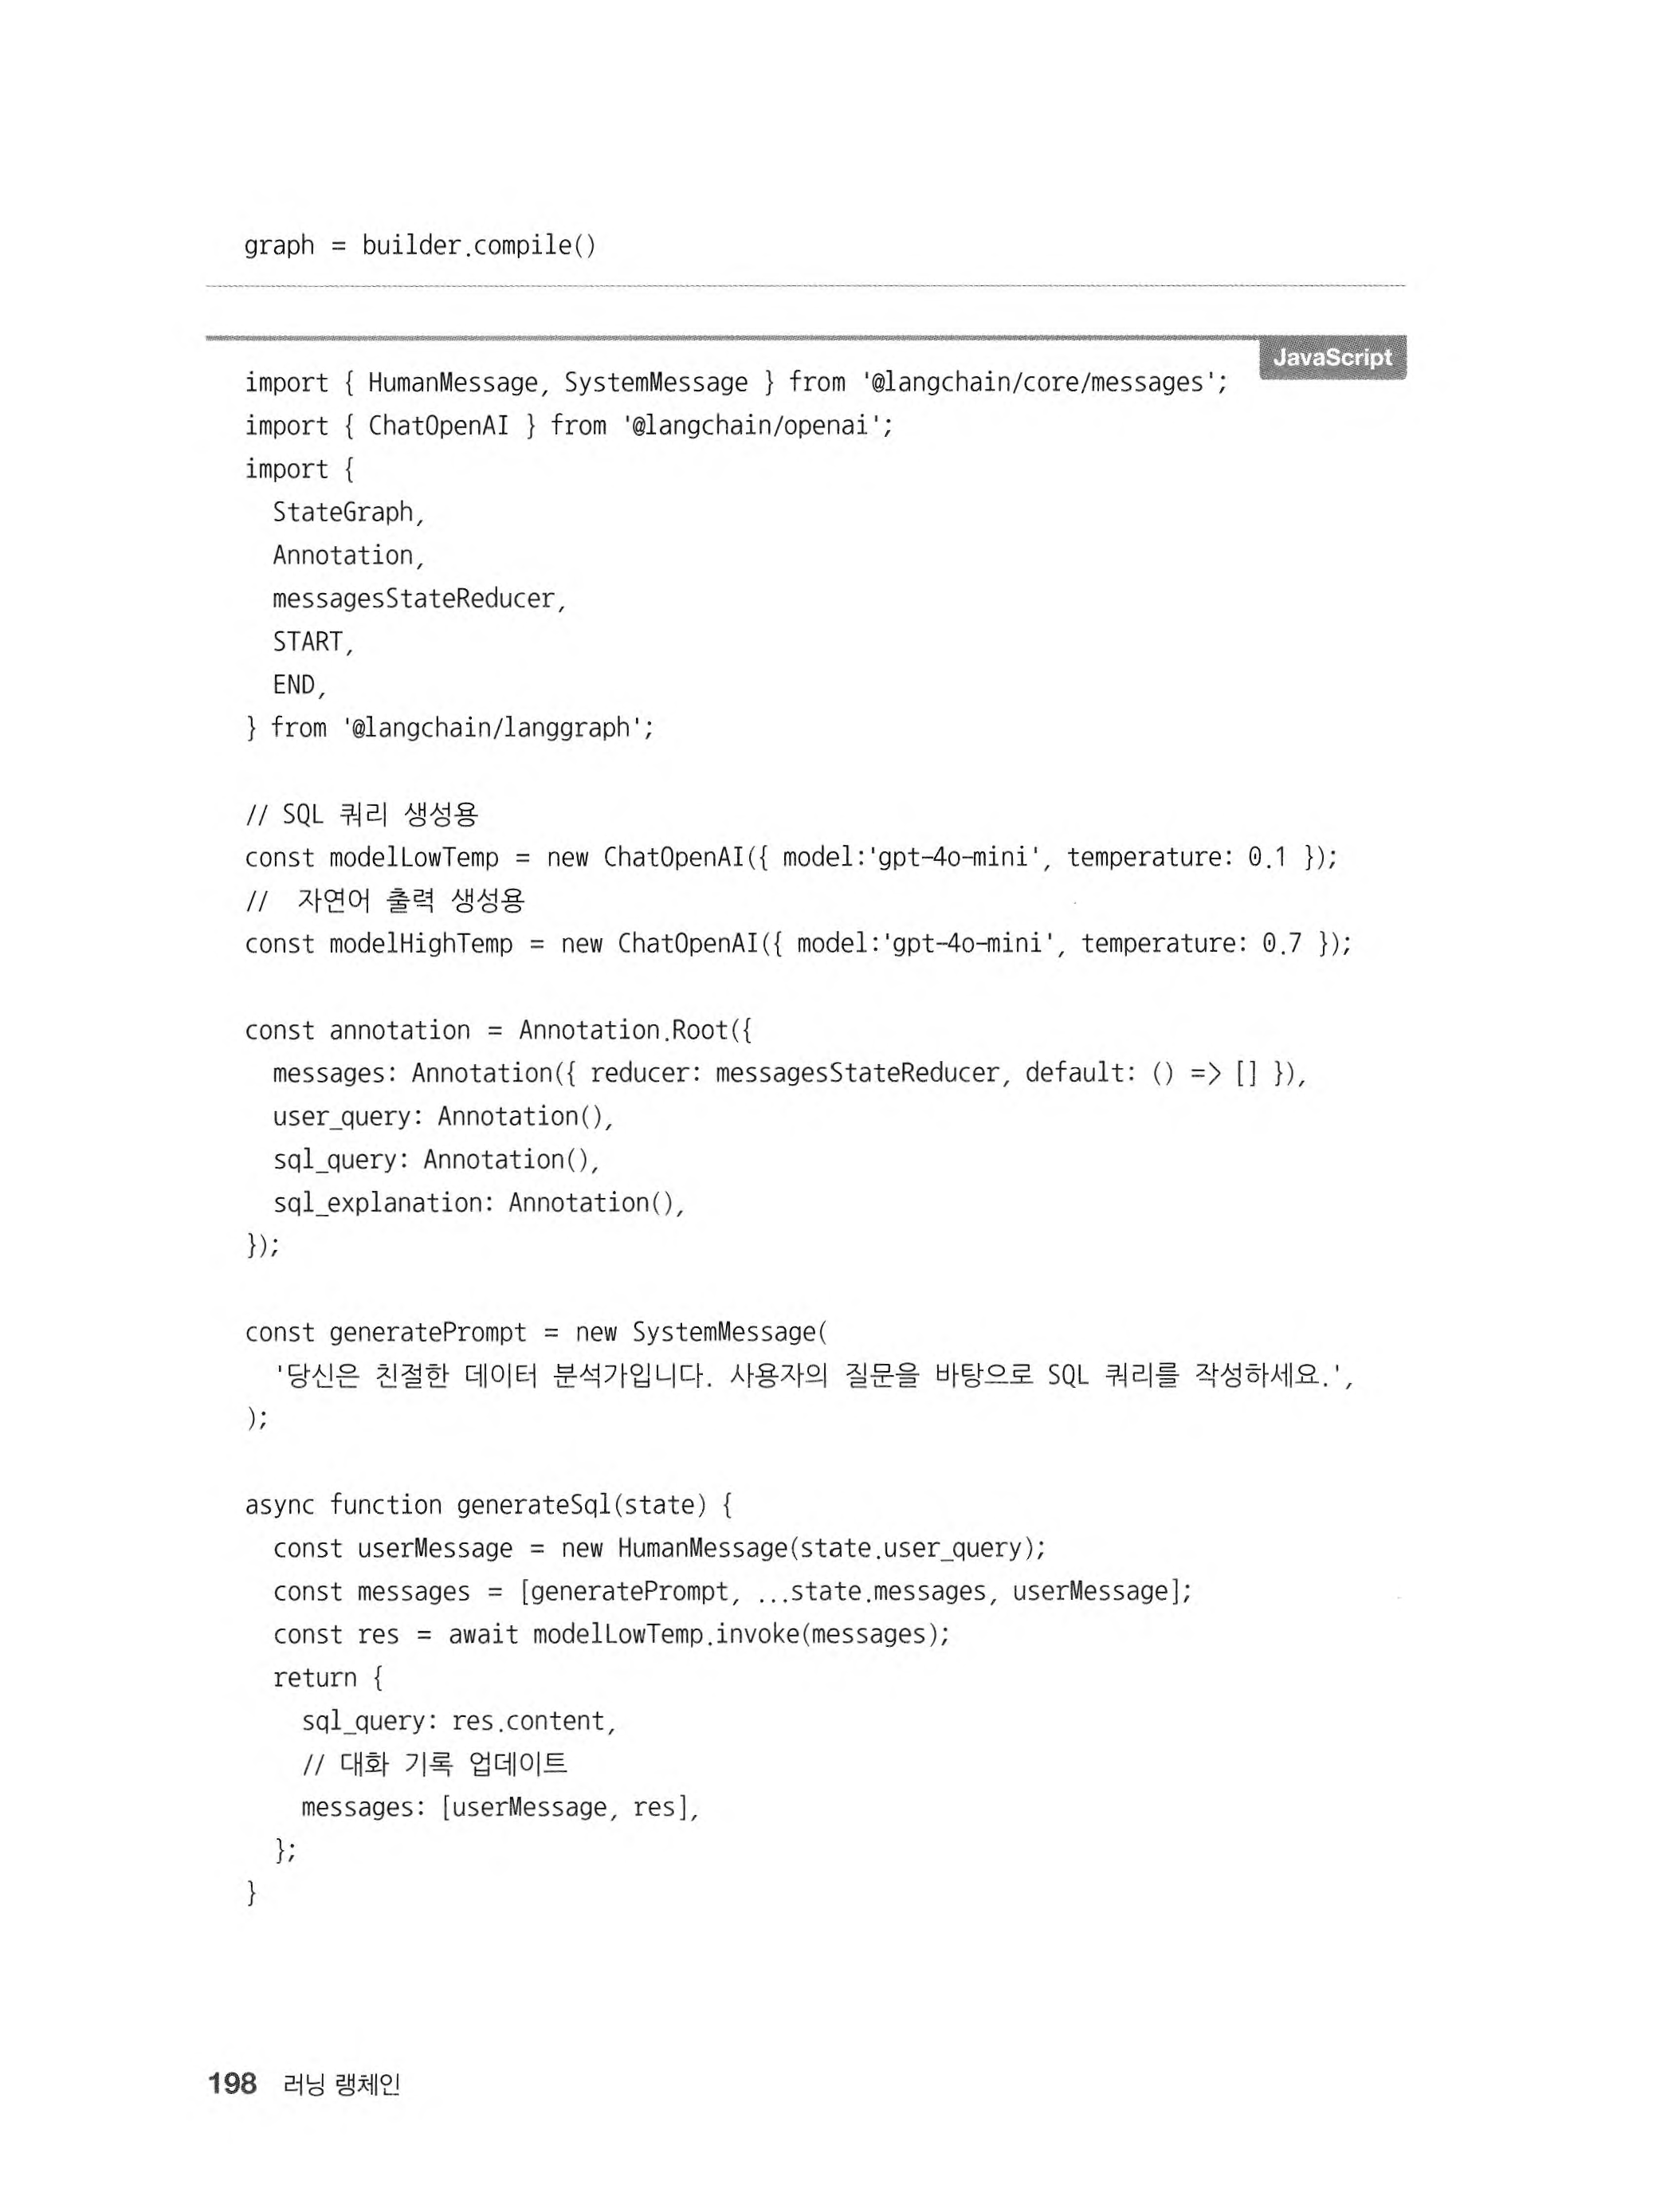 graph = builder.compile()
JavaScript
import { HumanMessage, SystemMessage } from '@langchain/core/messages';
import { ChatOpenAI } from '@langchain/openai';
import {
  StateGraph,
  Annotation,
  messagesStateReducer,
  START,
  END,
} from '@langchain/langgraph';
// SQL 쿼리 생성용
const modelLowTemp = new ChatOpenAI({ model:'gpt-4o-mini', temperature: 0.1 });
//  자연어 출력 생성용
const modelHighTemp = new ChatOpenAI({ model:'gpt-4o-mini', temperature: 0.7 });
const annotation = Annotation.Root({
  messages: Annotation({ reducer: messagesStateReducer, default: () => [] }),
  user_query: Annotation(),
  sql_query: Annotation(),
  sql_explanation: Annotation(),
});
const generatePrompt = new SystemMessage(
  '당신은 친절한 데이터 분석가입니다. 사용자의 질문을 바탕으로 SQL 쿼리를 작성하세요.',
);
async function generateSql(state) {
  const userMessage = new HumanMessage(state.user_query);
  const messages = [generatePrompt, ...state.messages, userMessage];
  const res = await modelLowTemp.invoke(messages);
  return {
    sql_query: res.content,
    // 대화 기록 업데이트
    messages: [userMessage, res],
  };
}
198 러닝 랭체인